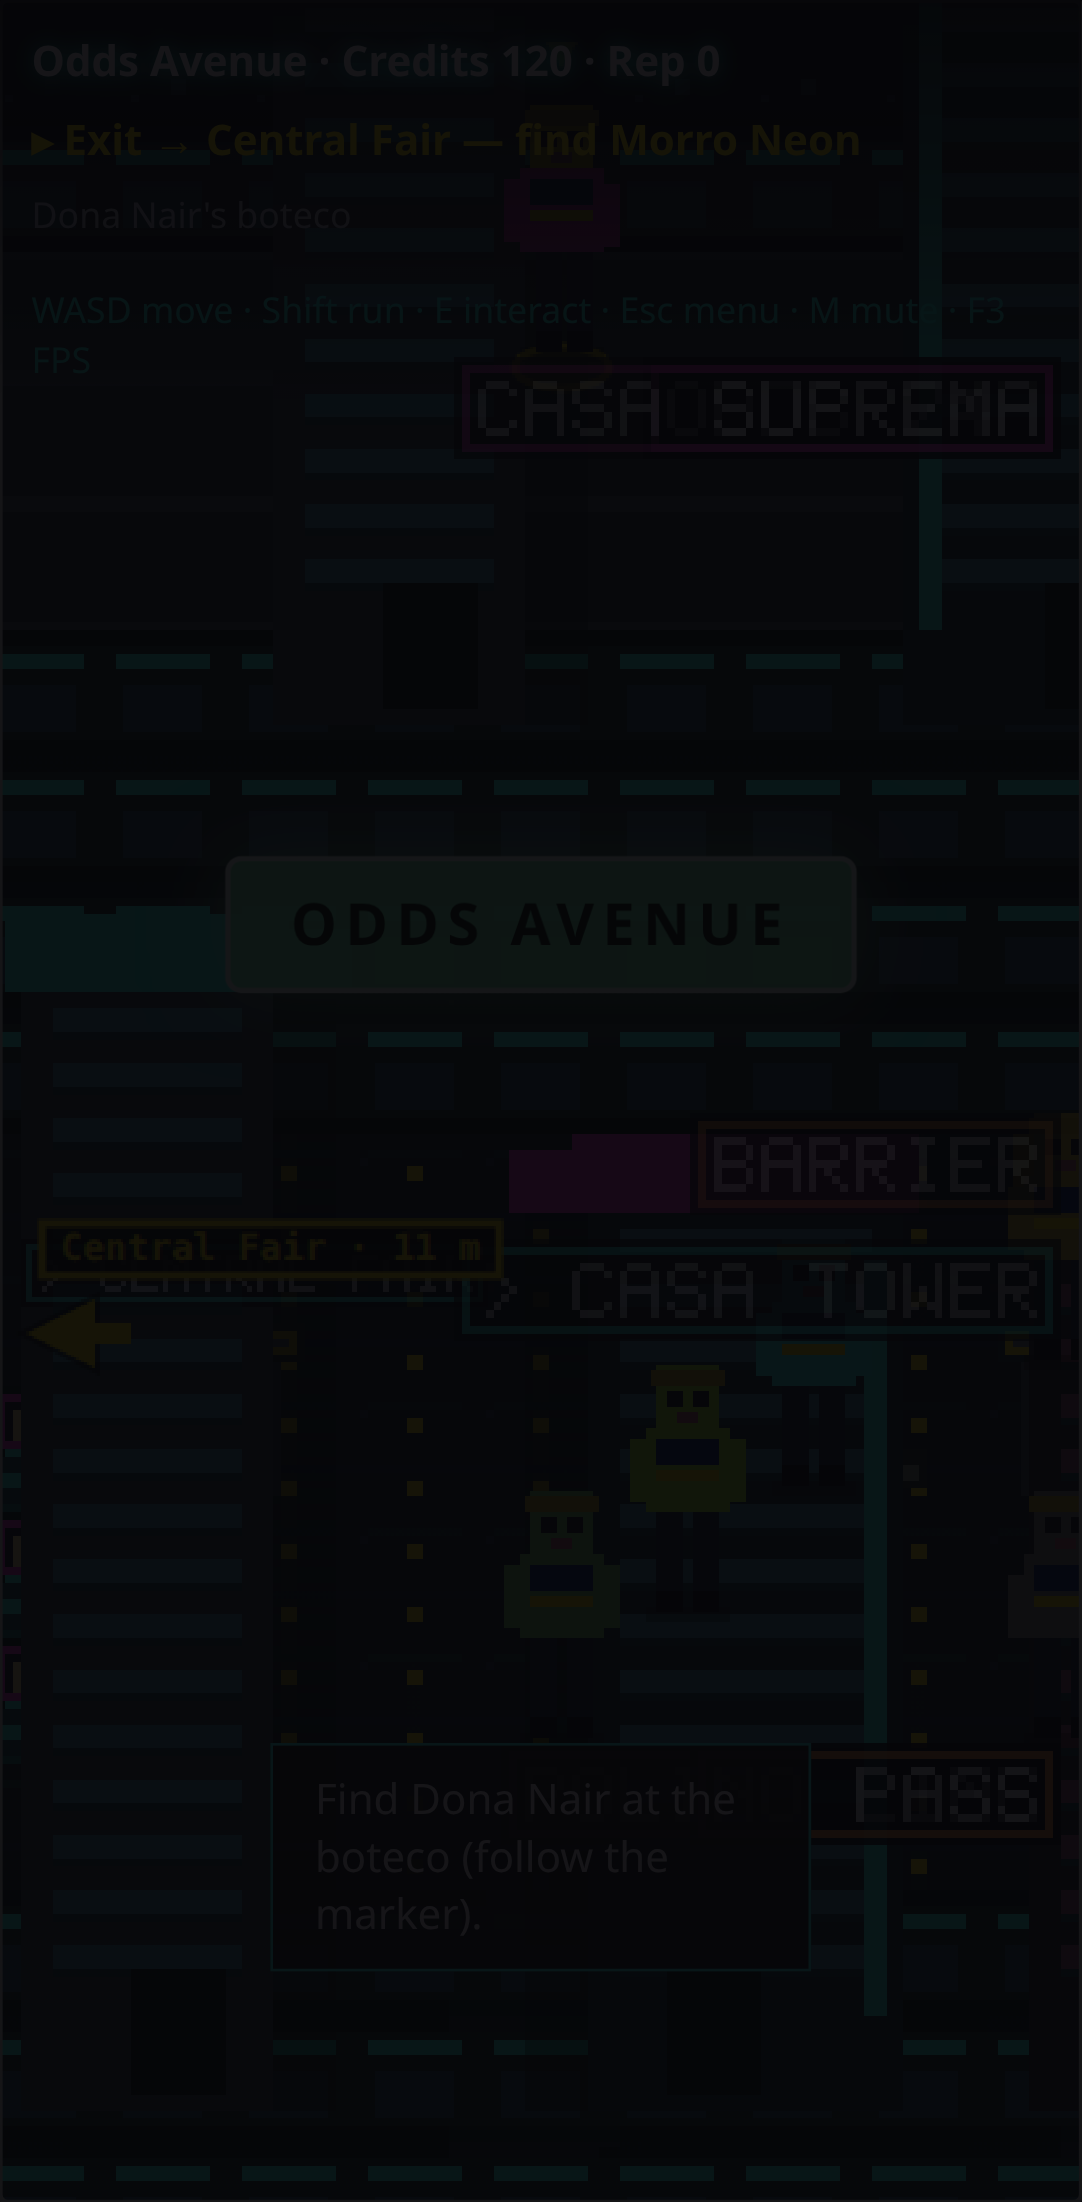 Odds Avenue · Credits 120 · Rep 0
▶ Exit → Central Fair — find Morro Neon
Dona Nair's boteco
WASD move · Shift run · E interact · Esc menu · M mute · F3
FPS
CASA SUPREMA
ODDS AVENUE
BARRIER
Central Fair · 11 m
> CENTRAL FAIR
> CASA TOWER
Find Dona Nair at the
boteco (follow the
marker).
PASS